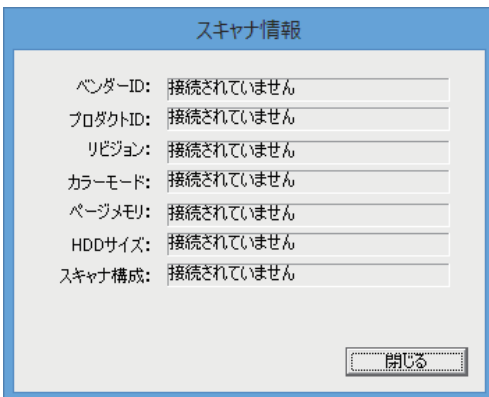 スキャナ情報
ベンダーID: 接続されていません
プロダクトID: 接続されていません
リビジョン: 接続されていません
カラーモード: 接続されていません
ページメモリ: 接続されていません
HDDサイズ: 接続されていません
スキャナ構成: 接続されていません
閉じる